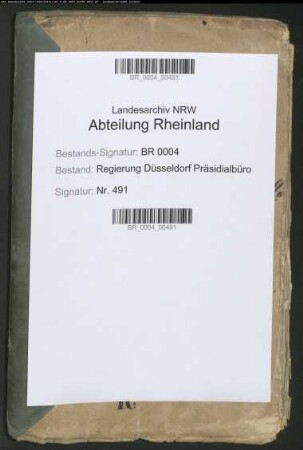 BR_0004_00491
Landesarchiv NRW
Abteilung Rheinland
Bestands-Signatur: BR 0004
Bestand: Regierung Düsseldorf Präsidialbüro
Signatur: Nr. 491
BR_0004_00491